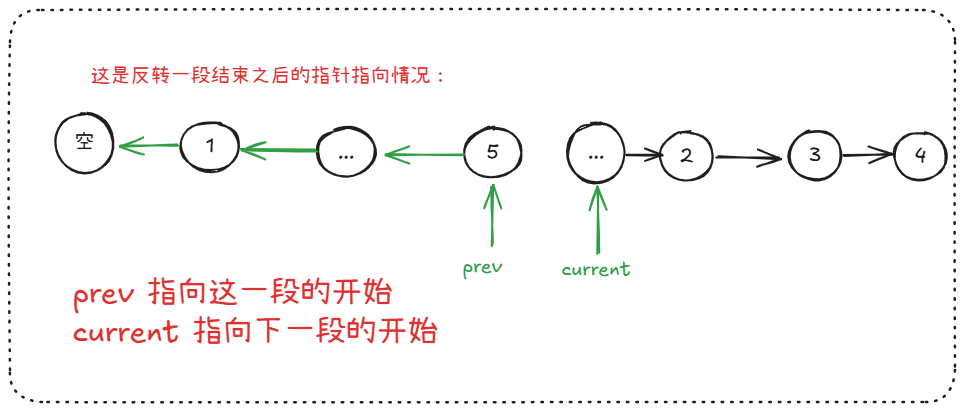 这是反转一段结束之后的指针指向情况：
空 1 ... 5 ... 2 3 4
prev current
prev 指向这一段的开始
current 指向下一段的开始